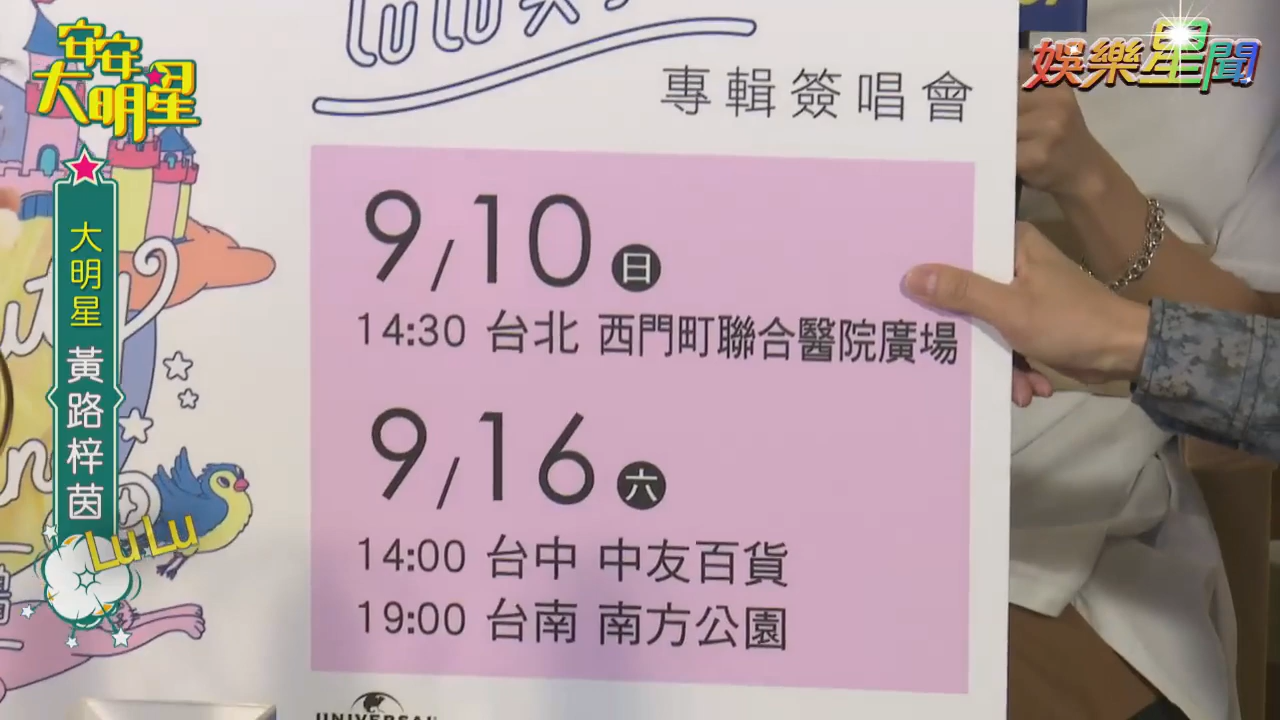 安安
大明星
娛樂星聞
大明星 黃路梓茵
LuLu
專輯簽唱會
9/10 日
14:30 台北 西門町聯合醫院廣場
9/16 六
14:00 台中 中友百貨
19:00 台南 南方公園
UNIVERSAL